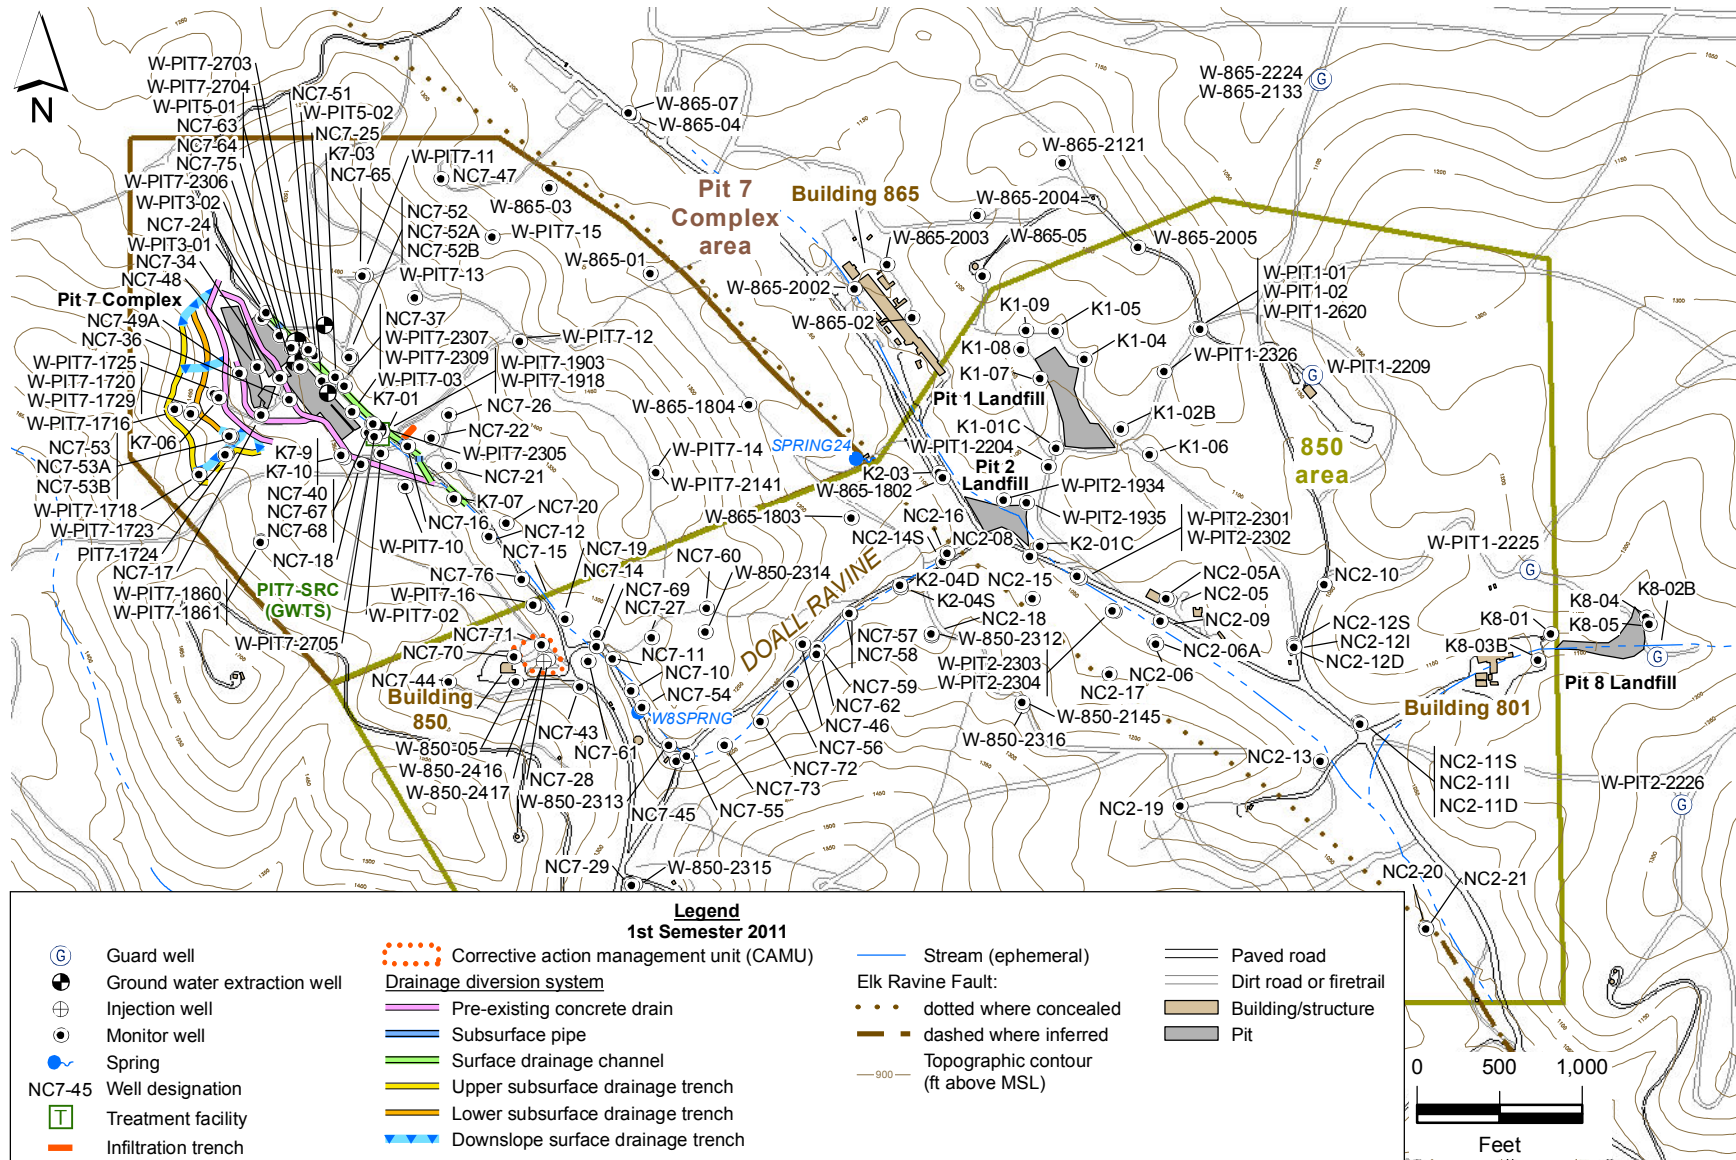 N
W-PIT7-2703
W-PIT7-2704
W-PIT5-01
NC7-63
NC7-64
NC7-75
W-PIT7-2306
W-PIT3-02
NC7-24
W-PIT3-01
NC7-34
NC7-48
Pit 7 Complex
NC7-49A
NC7-36
W-PIT7-1725
W-PIT7-1720
W-PIT7-1729
W-PIT7-1716
K7-06
NC7-53
NC7-53A
NC7-53B
W-PIT7-1718
W-PIT7-1723
PIT7-1724
NC7-17
W-PIT7-1860
W-PIT7-1861
NC7-51
W-PIT5-02
NC7-25
K7-03
NC7-65
W-PIT7-11
NC7-47
NC7-52
NC7-52A
NC7-52B
W-PIT7-13
W-865-03
W-PIT7-15
W-865-01
W-865-07
W-865-04
NC7-37
W-PIT7-2307
W-PIT7-2309
W-PIT7-03
K7-01
W-PIT7-12
W-PIT7-1903
W-PIT7-1918
NC7-26
NC7-22
W-PIT7-2305
NC7-21
K7-07
K7-9
K7-10
NC7-40
NC7-67
NC7-68
NC7-18
PIT7-SRC
(GWTS)
W-PIT7-2705
W-PIT7-02
W-PIT7-10
NC7-16
NC7-20
NC7-12
NC7-15
NC7-76
W-PIT7-16
NC7-19
NC7-14
NC7-69
NC7-27
NC7-60
W-850-2314
W-PIT7-14
W-PIT7-2141
W-865-1804
Pit 7
Complex
area
Building 865
W-865-2003
W-865-2002
W-865-02
W-865-05
W-865-2004
W-865-2121
W-865-2224
W-865-2133
W-865-2005
W-PIT1-01
W-PIT1-02
W-PIT1-2620
W-PIT1-2326
W-PIT1-2209
K1-09
K1-05
K1-08
K1-04
K1-07
Pit 1 Landfill
K1-01C
K1-02B
K1-06
W-PIT1-2204
SPRING24
K2-03
W-865-1802
W-865-1803
Pit 2
Landfill
W-PIT2-1934
W-PIT2-1935
K2-01C
NC2-16
NC2-14S
NC2-08
W-PIT2-2301
W-PIT2-2302
850
area
W-PIT1-2225
NC2-10
NC2-05A
NC2-05
NC2-09
NC2-15
K2-04D
K2-04S
NC2-18
W-850-2312
NC2-06A
NC2-06
W-PIT2-2303
W-PIT2-2304
NC2-17
W-850-2145
W-850-2316
NC2-12S
NC2-12I
NC2-12D
K8-01
K8-03B
K8-04
K8-05
K8-02B
Pit 8 Landfill
Building 801
DOALL RAVINE
NC7-57
NC7-58
NC7-59
NC7-62
NC7-46
NC7-56
NC7-72
NC7-73
NC7-55
NC7-45
NC7-71
NC7-70
NC7-44
Building
850
NC7-11
NC7-10
NC7-54
W8SPRNG
NC7-43
NC7-61
NC7-28
W-850-05
W-850-2416
W-850-2417
W-850-2313
NC7-29
W-850-2315
NC2-13
NC2-19
NC2-11S
NC2-11I
NC2-11D
W-PIT2-2226
NC2-20
NC2-21
Legend
1st Semester 2011
G Guard well
Ground water extraction well
Injection well
Monitor well
Spring
NC7-45 Well designation
T Treatment facility
Infiltration trench
Corrective action management unit (CAMU)
Drainage diversion system
Pre-existing concrete drain
Subsurface pipe
Surface drainage channel
Upper subsurface drainage trench
Lower subsurface drainage trench
Downslope surface drainage trench
Stream (ephemeral)
Elk Ravine Fault:
dotted where concealed
dashed where inferred
900 Topographic contour
(ft above MSL)
Paved road
Dirt road or firetrail
Building/structure
Pit
0 500 1,000
Feet